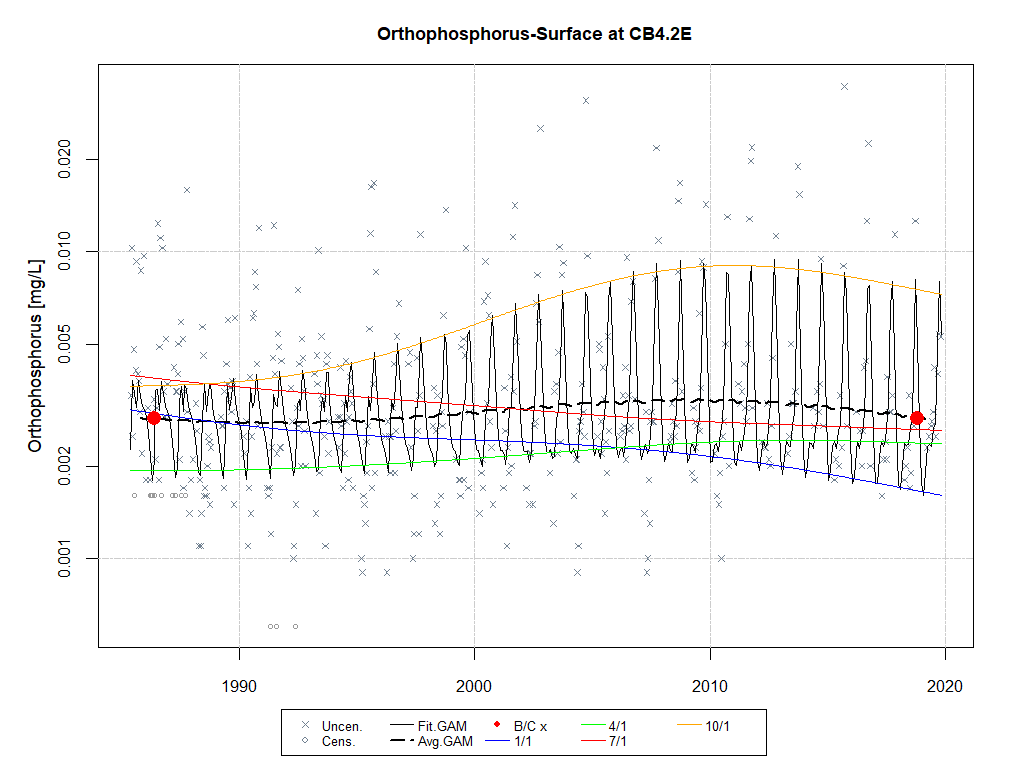 Orthophosphorus-Surface at CB4.2E
Orthophosphorus [mg/L]
0.020
0.010
0.005
0.002
0.001
1990 2000 2010 2020
Uncen. Fit.GAM B/C x 4/1 10/1
Cens. Avg.GAM 1/1 7/1